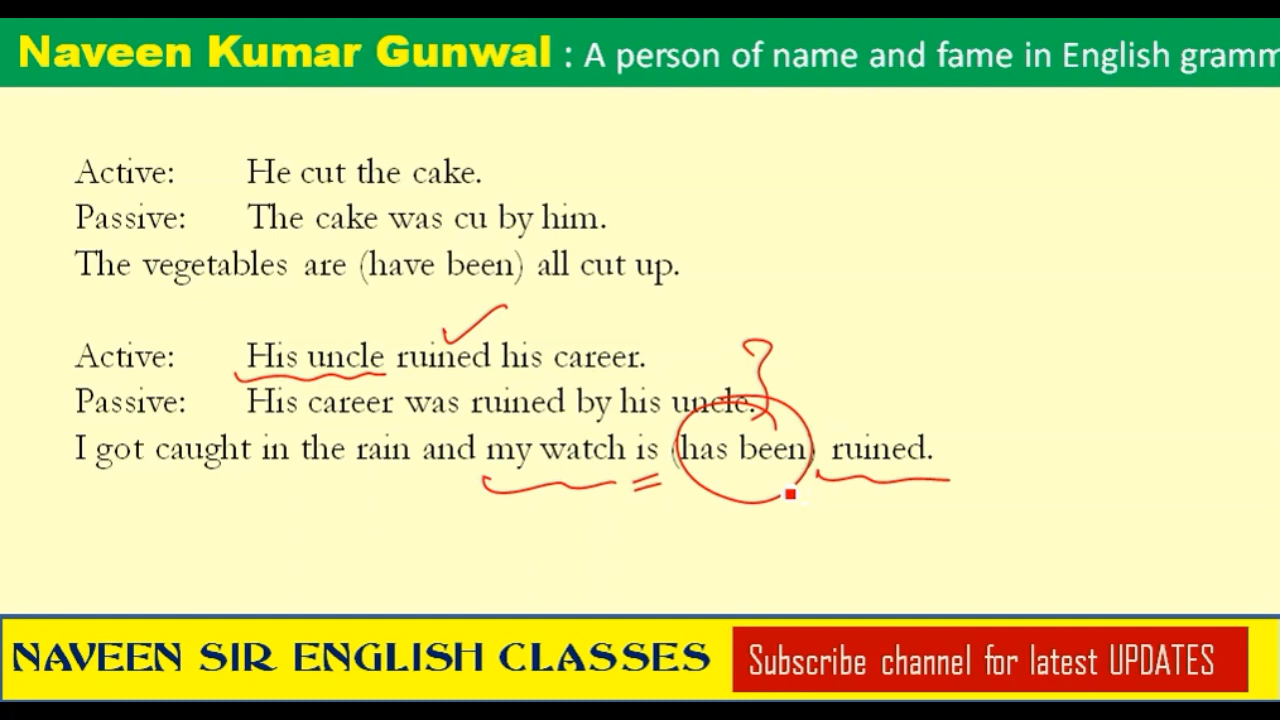 Naveen Kumar Gunwal : A person of name and fame in English gramm
Active: He cut the cake.
Passive: The cake was cu by him.
The vegetables are (have been) all cut up.
Active: His uncle ruined his career.
Passive: His career was ruined by his uncle.
I got caught in the rain and my watch is (has been) ruined.
NAVEEN SIR ENGLISH CLASSES
Subscribe channel for latest UPDATES